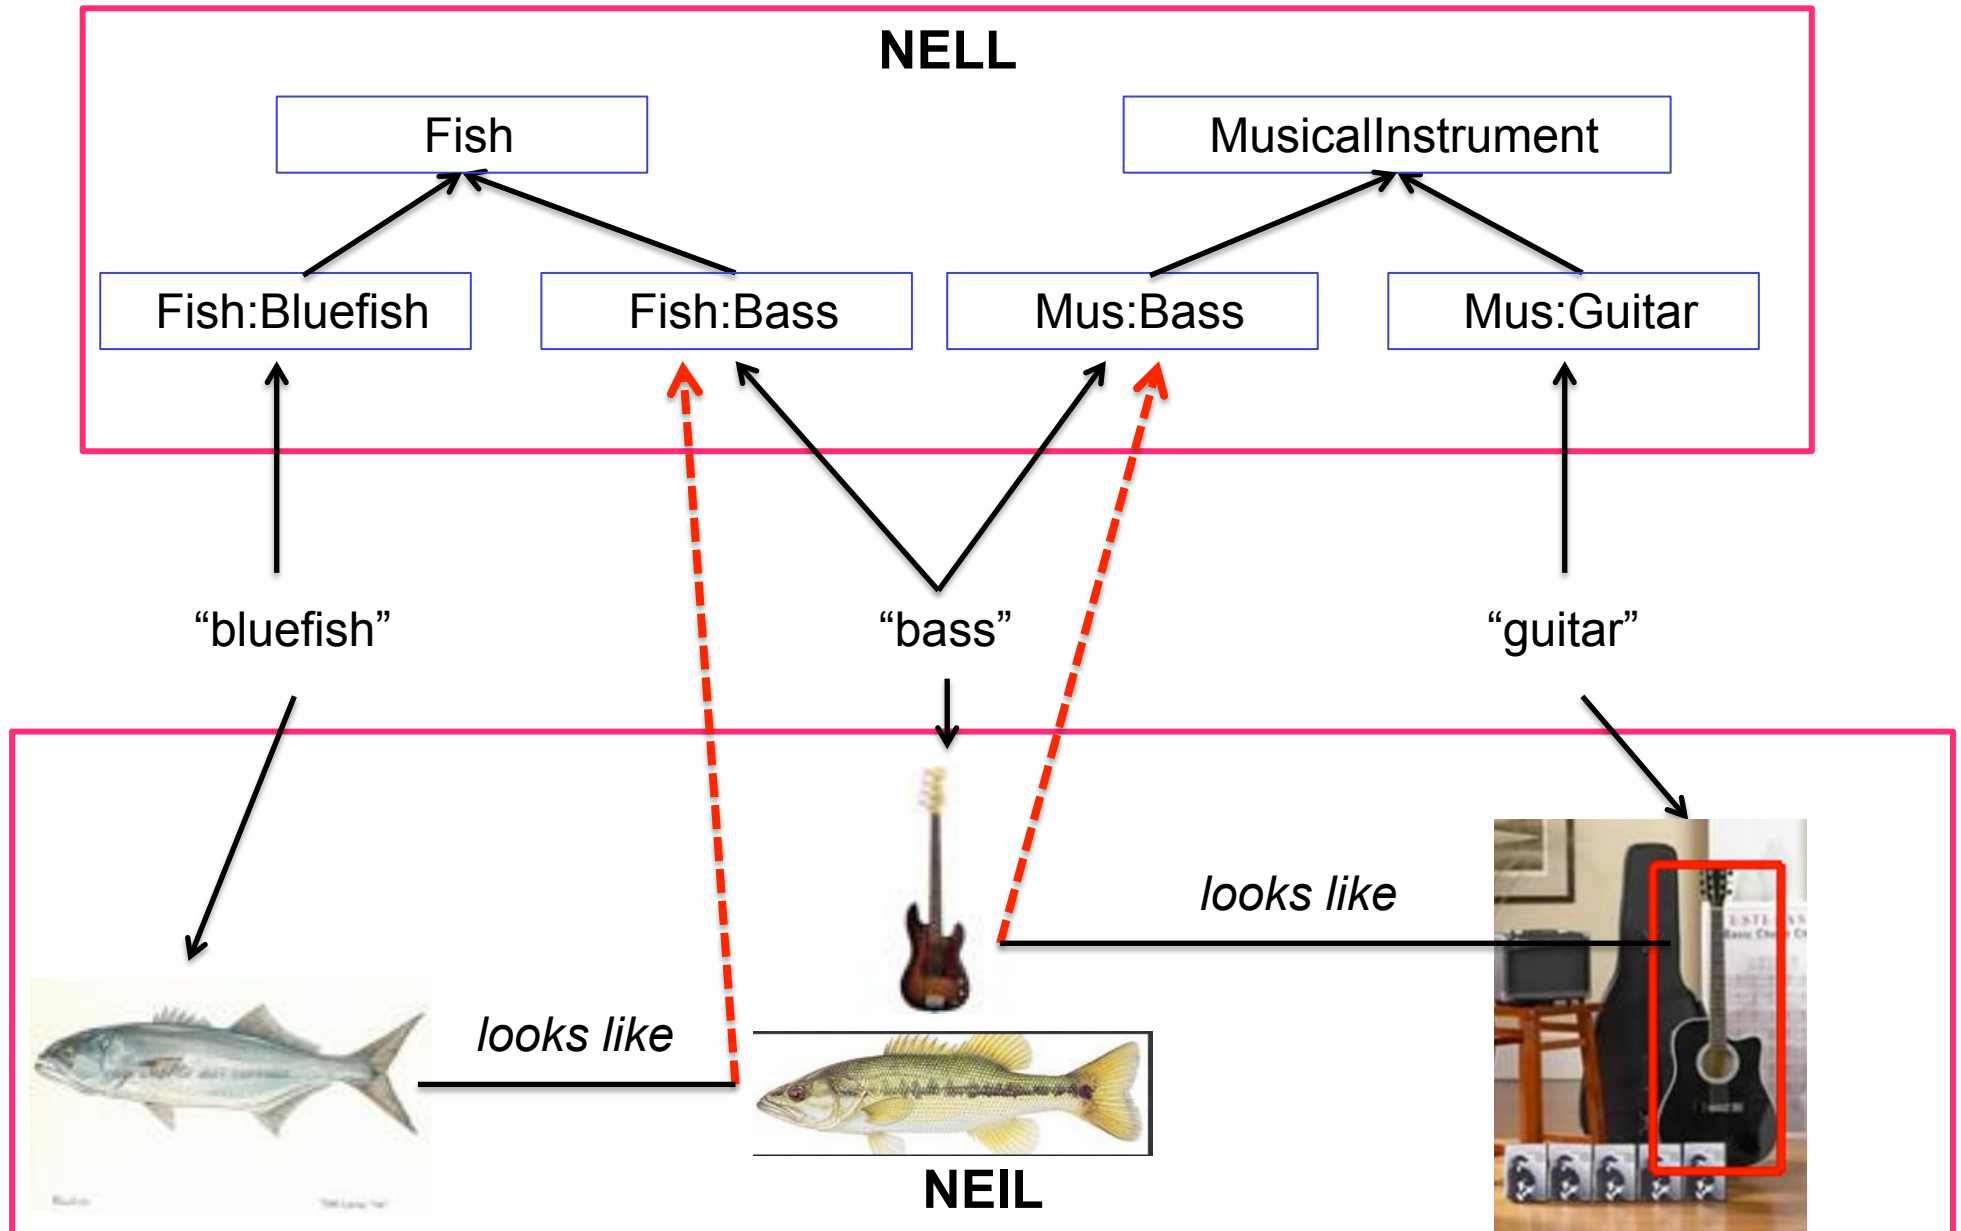 NELL
Fish
MusicalInstrument
Fish:Bluefish
Fish:Bass
Mus:Bass
Mus:Guitar
“bluefish”
“bass”
“guitar”
looks like
looks like
NEIL